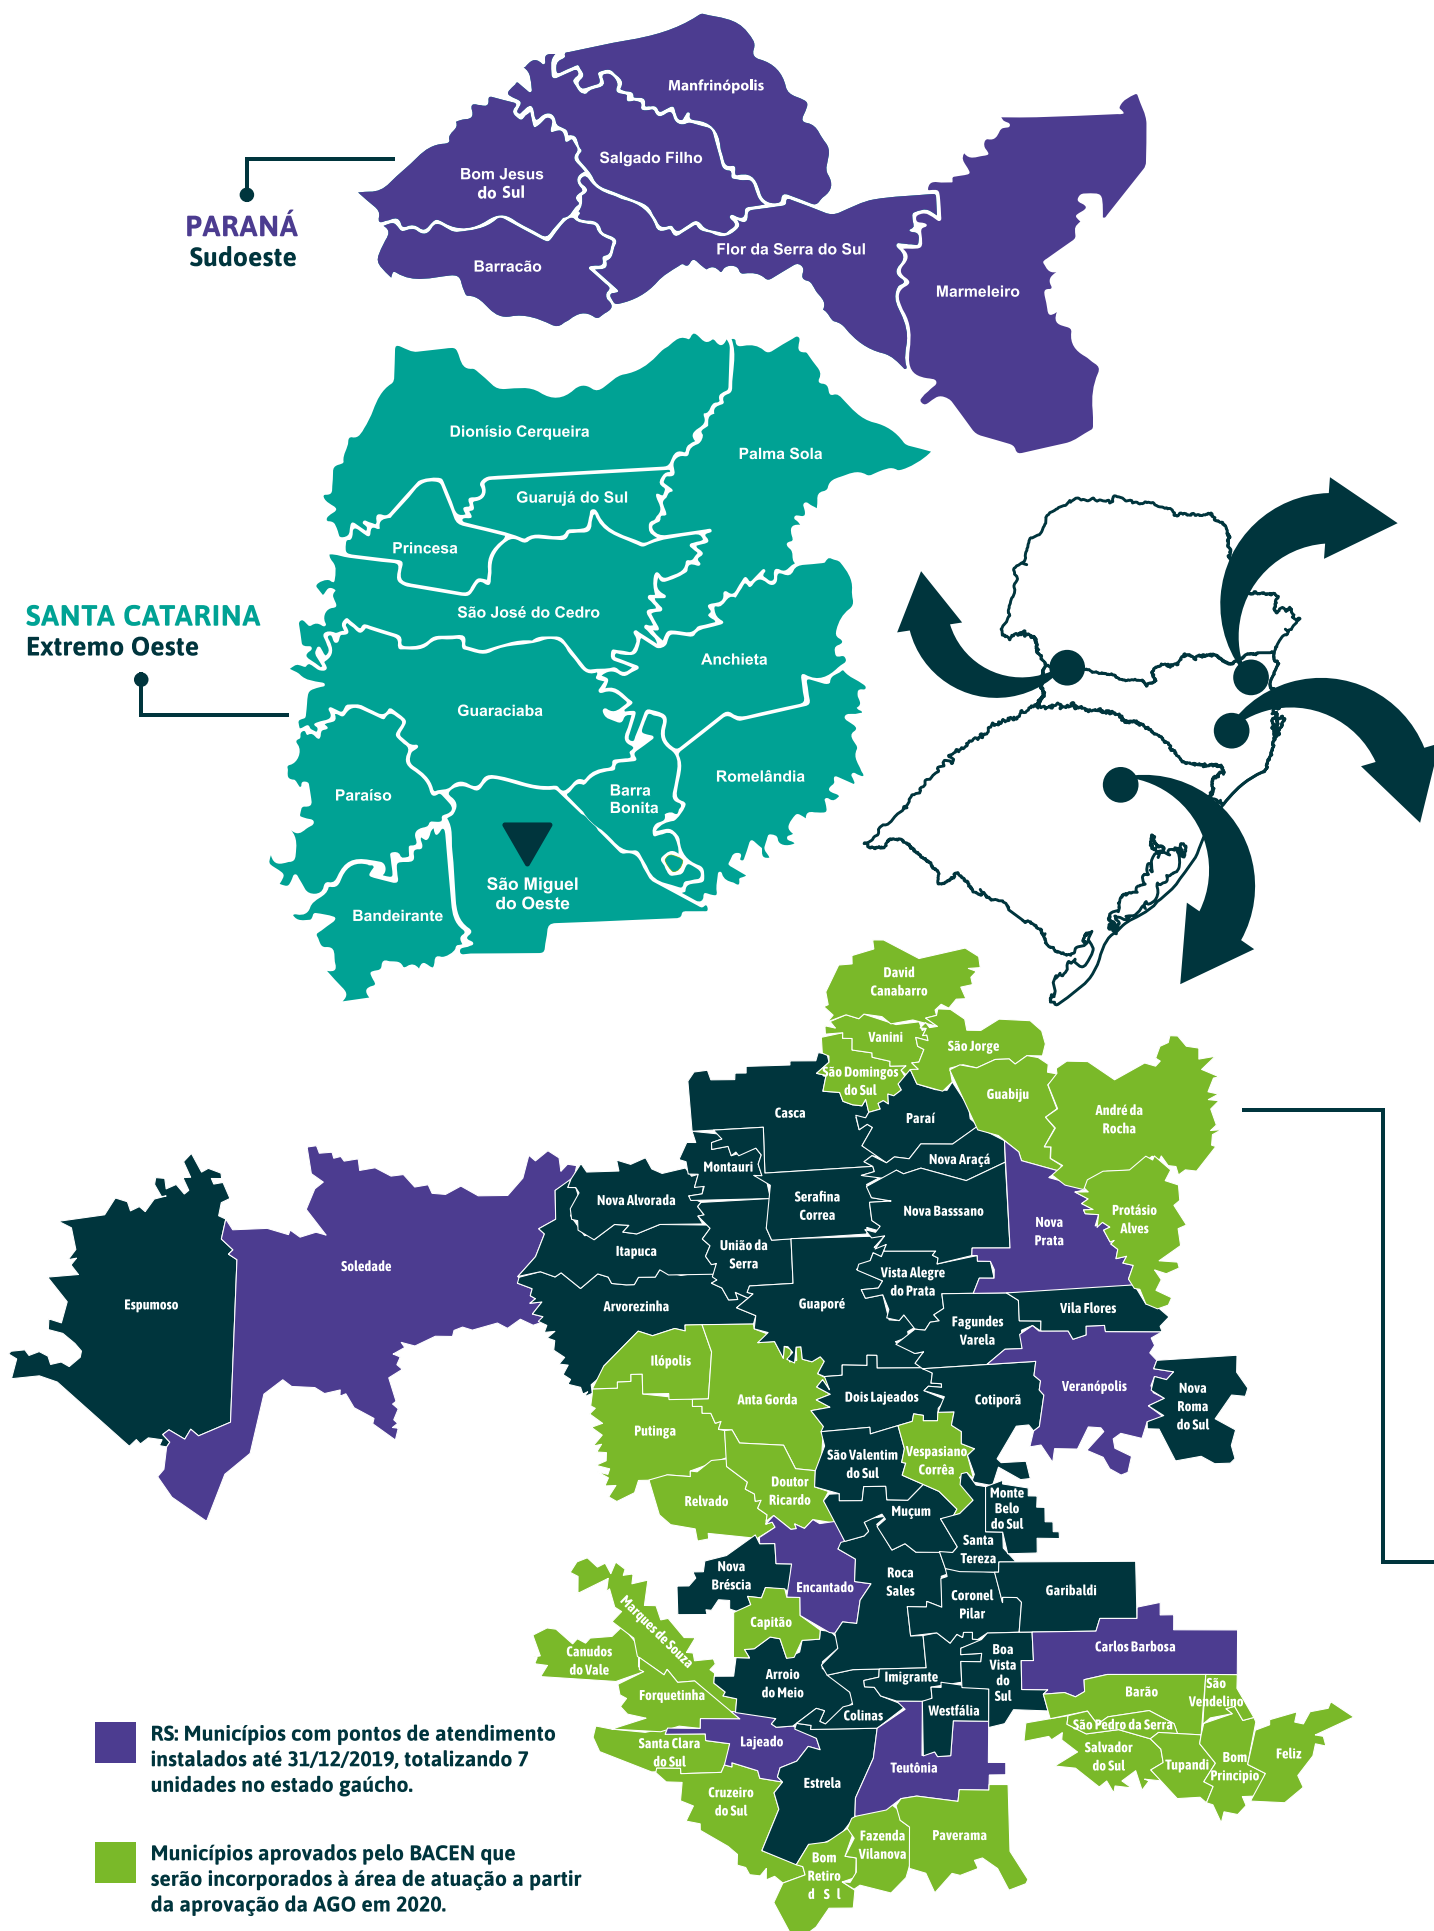 Manfrinópolis
Salgado Filho
Bom Jesus
do Sul
PARANÁ
Sudoeste
Flor da Serra do Sul
Barracão
Marmeleiro
Dionísio Cerqueira
Palma Sola
Guarujá do Sul
Princesa
São José do Cedro
SANTA CATARINA
Extremo Oeste
Anchieta
Guaraciaba
Romelândia
Paraíso
Barra
Bonita
São Miguel
do Oeste
Bandeirante
David
Canabarro
Vanini
São Jorge
São Domingos
do Sul
Guabiju
Casca
Paraí
André da
Rocha
Nova Araçá
Montauri
Nova Alvorada
Serafina
Correa
Nova Basssano
Nova
Prata
Protásio
Alves
Itapuca
União da
Serra
Soledade
Vista Alegre
do Prata
Espumoso
Arvorezinha
Guaporé
Vila Flores
Fagundes
Varela
Ilópolis
Anta Gorda
Dois Lajeados
Cotiporã
Veranópolis
Nova
Roma
do Sul
Putinga
São Valentim
do Sul
Vespasiano
Corrêa
Doutor
Ricardo
Relvado
Muçum
Monte
Belo
do Sul
Santa
Tereza
Nova
Bréscia
Encantado
Roca
Sales
Coronel
Pilar
Garibaldi
Marques de Souza
Capitão
Canudos
do Vale
Arroio
do Meio
Imigrante
Boa
Vista
do
Sul
Carlos Barbosa
Forquetinha
Colinas
Westfália
Barão
São
Vendelino
São Pedro da Serra
Santa Clara
do Sul
Lajeado
Salvador
do Sul
Tupandi
Bom
Principio
Feliz
Estrela
Teutônia
Cruzeiro
do Sul
Fazenda
Vilanova
Paverama
Bom
Retiro
d S l
RS: Municípios com pontos de atendimento
instalados até 31/12/2019, totalizando 7
unidades no estado gaúcho.
Municípios aprovados pelo BACEN que
serão incorporados à área de atuação a partir
da aprovação da AGO em 2020.